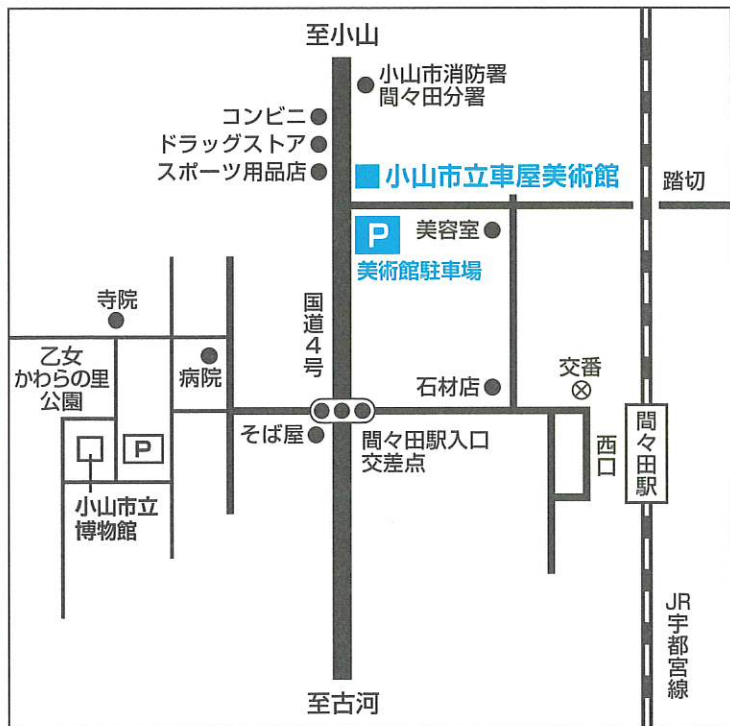 至小山
小山市消防署
間々田分署
コンビニ
ドラッグストア
スポーツ用品店
小山市立車屋美術館
踏切
P
美容室
美術館駐車場
国道4号
寺院
乙女
かわらの里
公園
病院
石材店
交番
そば屋
間々田駅入口
交差点
西口
間々田駅
P
小山市立
博物館
JR宇都宮線
至古河